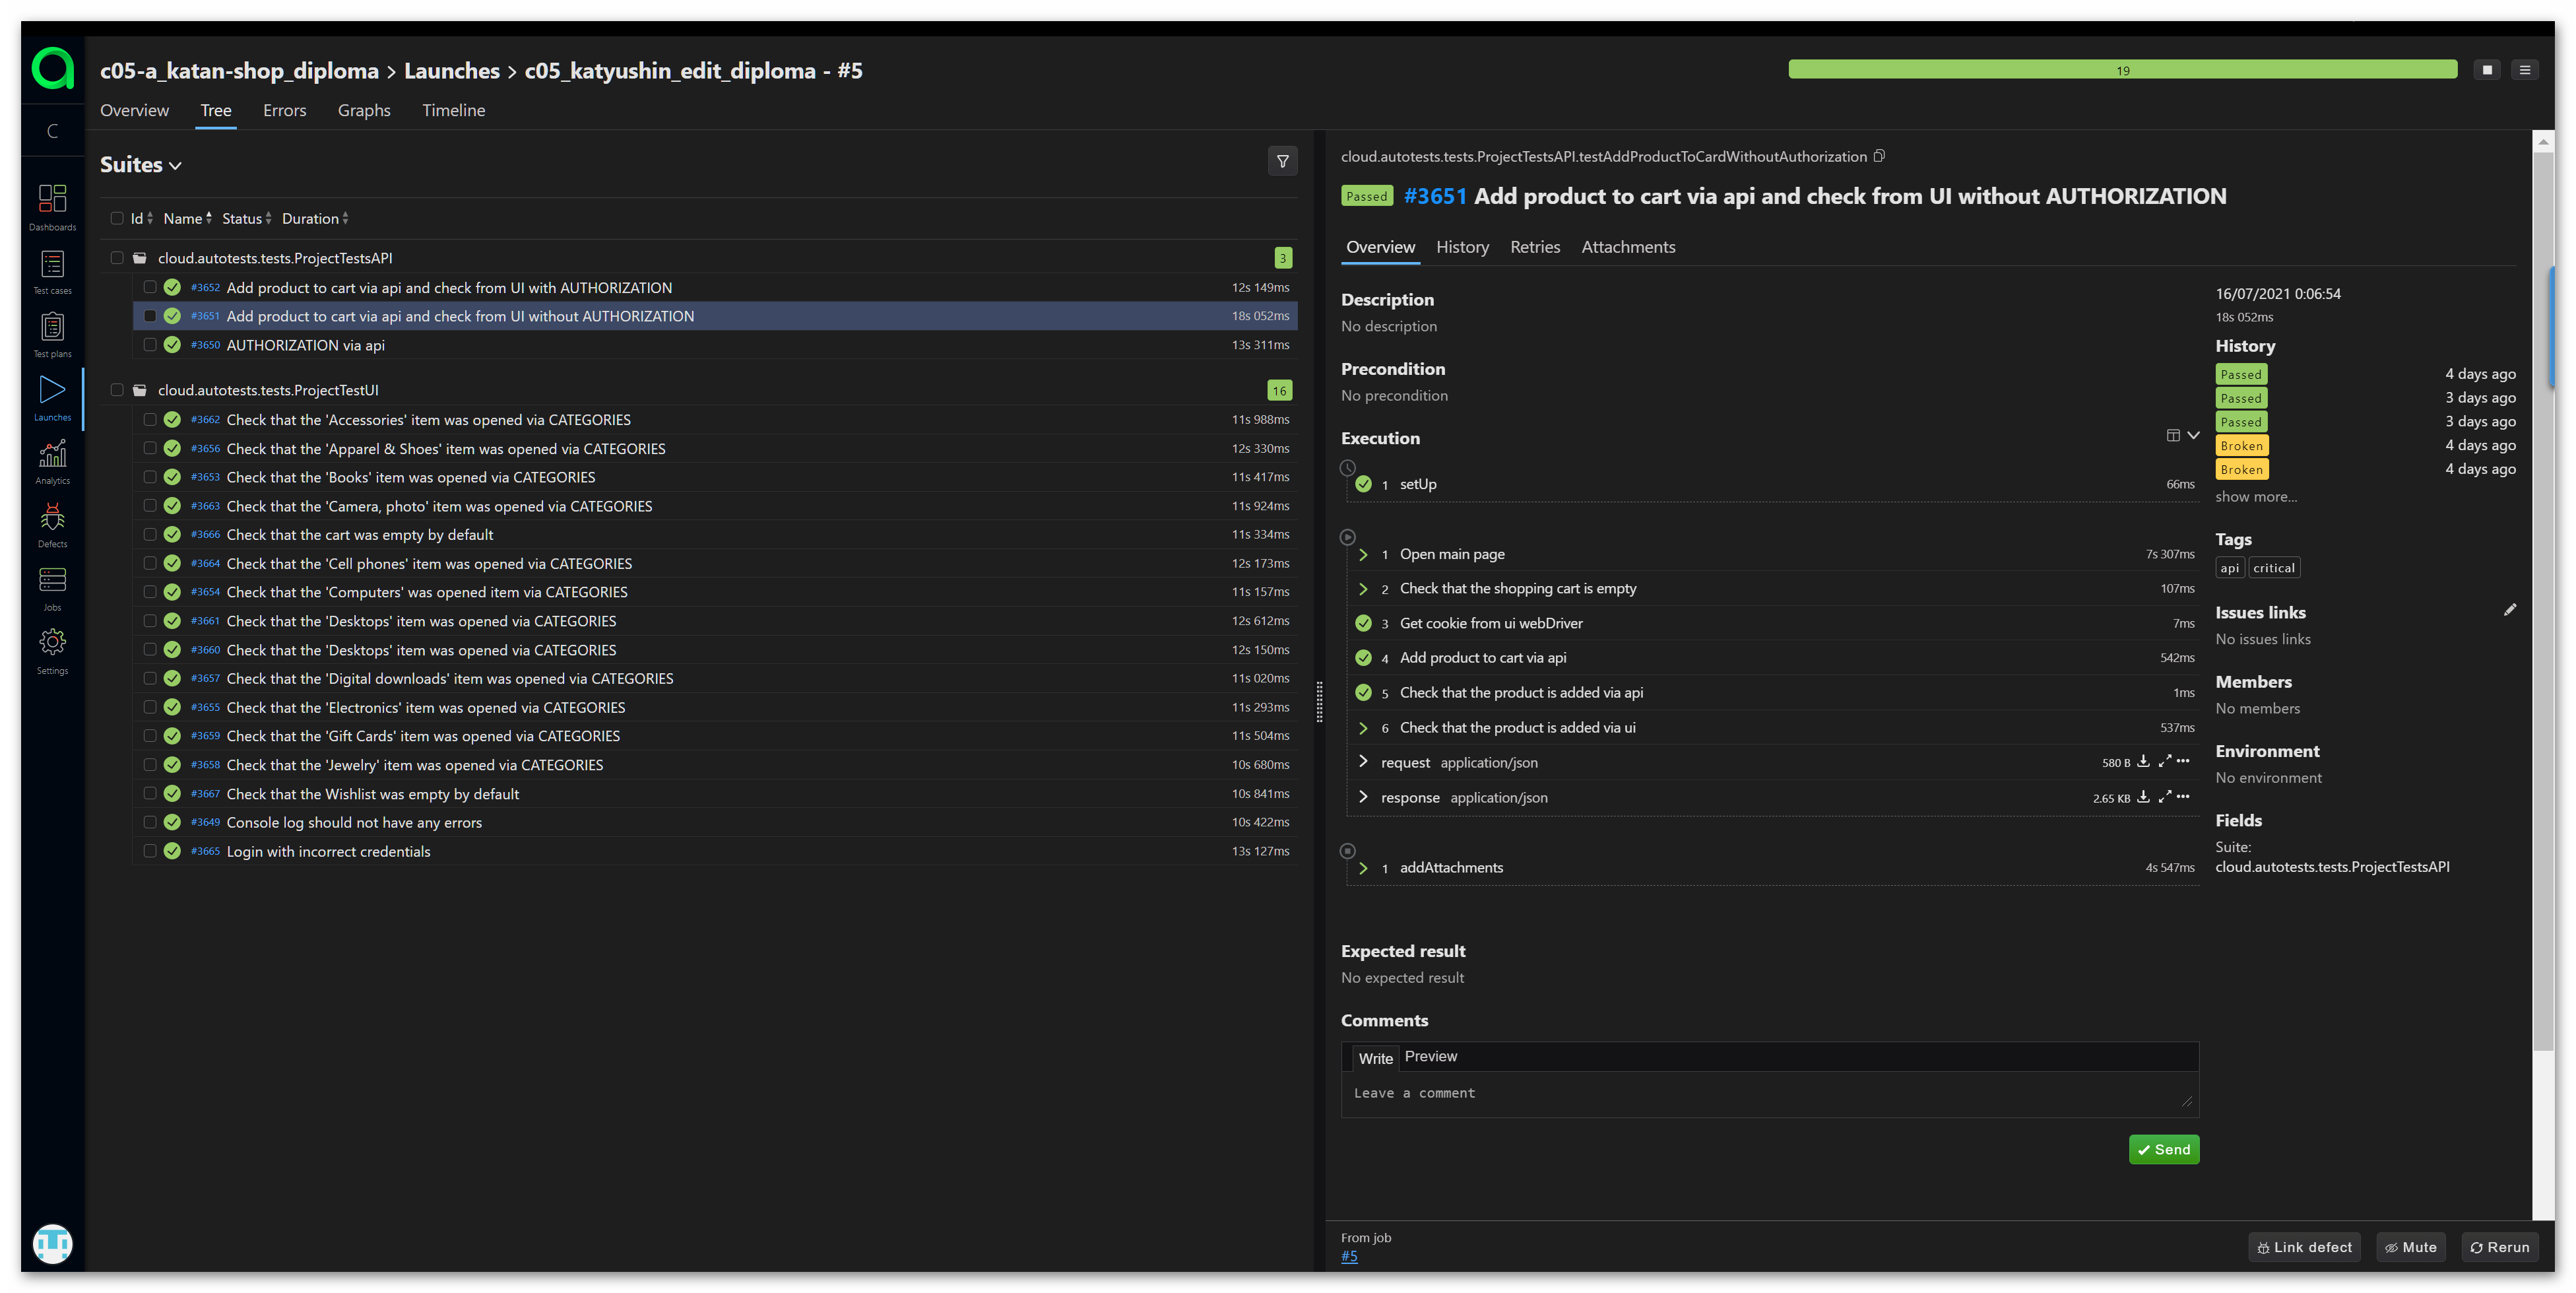 c05-a_katan-shop_diploma > Launches > c05_katyushin_edit_diploma - #5
19
Overview Tree Errors Graphs Timeline
C
Dashboards
Test cases
Test plans
Launches
Analytics
Defects
Jobs
Settings
Suites
Id Name Status Duration
cloud.autotests.tests.ProjectTestsAPI 3
#3652 Add product to cart via api and check from UI with AUTHORIZATION 12s 149ms
#3651 Add product to cart via api and check from UI without AUTHORIZATION 18s 052ms
#3650 AUTHORIZATION via api 13s 311ms
cloud.autotests.tests.ProjectTestUI 16
#3662 Check that the 'Accessories' item was opened via CATEGORIES 11s 988ms
#3656 Check that the 'Apparel & Shoes' item was opened via CATEGORIES 12s 330ms
#3653 Check that the 'Books' item was opened via CATEGORIES 11s 417ms
#3663 Check that the 'Camera, photo' item was opened via CATEGORIES 11s 924ms
#3666 Check that the cart was empty by default 11s 334ms
#3664 Check that the 'Cell phones' item was opened via CATEGORIES 12s 173ms
#3654 Check that the 'Computers' was opened item via CATEGORIES 11s 157ms
#3661 Check that the 'Desktops' item was opened via CATEGORIES 12s 612ms
#3660 Check that the 'Desktops' item was opened via CATEGORIES 12s 150ms
#3657 Check that the 'Digital downloads' item was opened via CATEGORIES 11s 020ms
#3655 Check that the 'Electronics' item was opened via CATEGORIES 11s 293ms
#3659 Check that the 'Gift Cards' item was opened via CATEGORIES 11s 504ms
#3658 Check that the 'Jewelry' item was opened via CATEGORIES 10s 680ms
#3667 Check that the Wishlist was empty by default 10s 841ms
#3649 Console log should not have any errors 10s 422ms
#3665 Login with incorrect credentials 13s 127ms
cloud.autotests.tests.ProjectTestsAPI.testAddProductToCardWithoutAuthorization
Passed #3651 Add product to cart via api and check from UI without AUTHORIZATION
Overview History Retries Attachments
Description
No description
Precondition
No precondition
Execution
1 setUp 66ms
1 Open main page 7s 307ms
2 Check that the shopping cart is empty 107ms
3 Get cookie from ui webDriver 7ms
4 Add product to cart via api 542ms
5 Check that the product is added via api 1ms
6 Check that the product is added via ui 537ms
request application/json 580 B
response application/json 2.65 KB
1 addAttachments 4s 547ms
Expected result
No expected result
Comments
Write Preview
Leave a comment
Send
16/07/2021 0:06:54
18s 052ms
History
Passed 4 days ago
Passed 3 days ago
Passed 3 days ago
Broken 4 days ago
Broken 4 days ago
show more...
Tags
api critical
Issues links
No issues links
Members
No members
Environment
No environment
Fields
Suite:
cloud.autotests.tests.ProjectTestsAPI
From job
#5
Link defect Mute Rerun